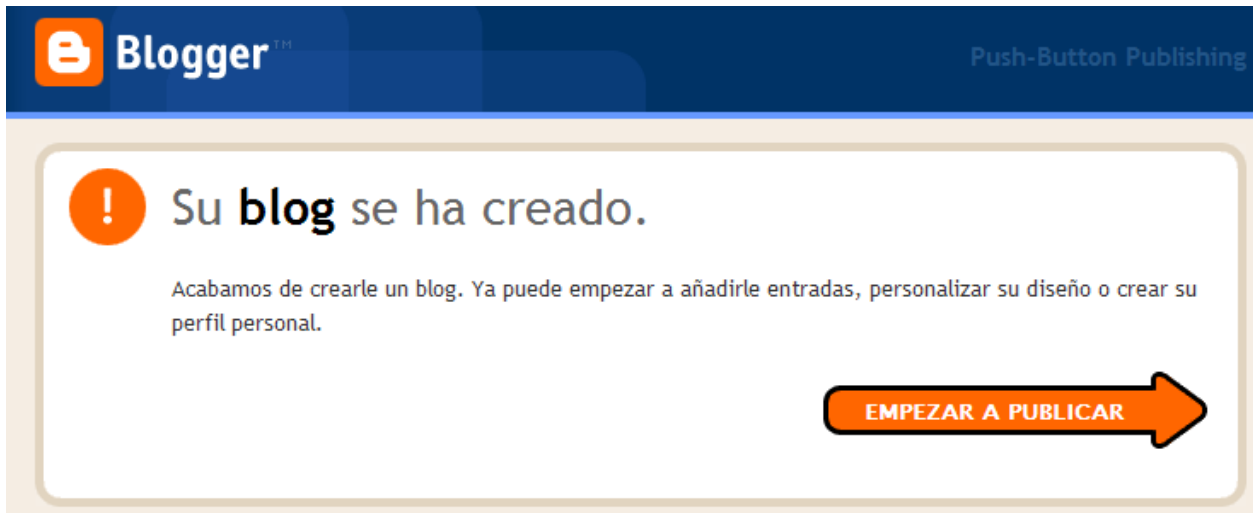 Blogger™
Push-Button Publishing
! Su blog se ha creado.
Acabamos de crearle un blog. Ya puede empezar a añadirle entradas, personalizar su diseño o crear su
perfil personal.
EMPEZAR A PUBLICAR